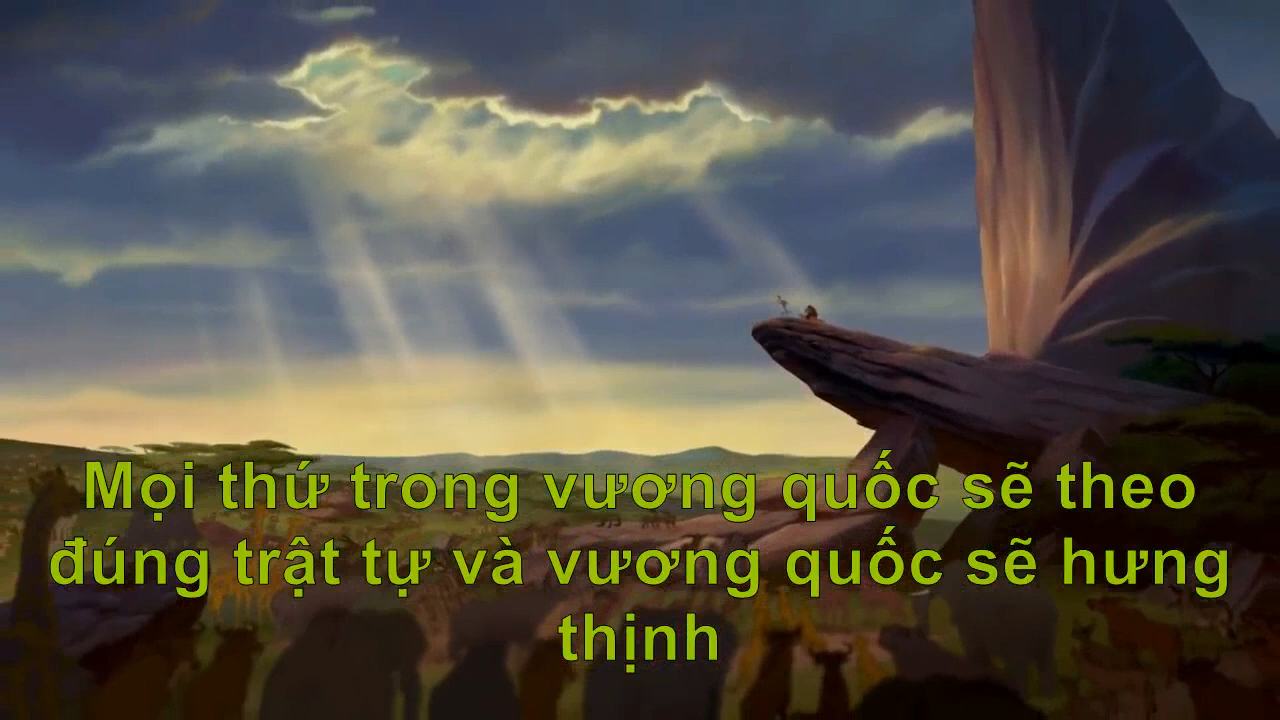 Mọi thứ trong vương quốc sẽ theo
đúng trật tự và vương quốc sẽ hưng
thịnh